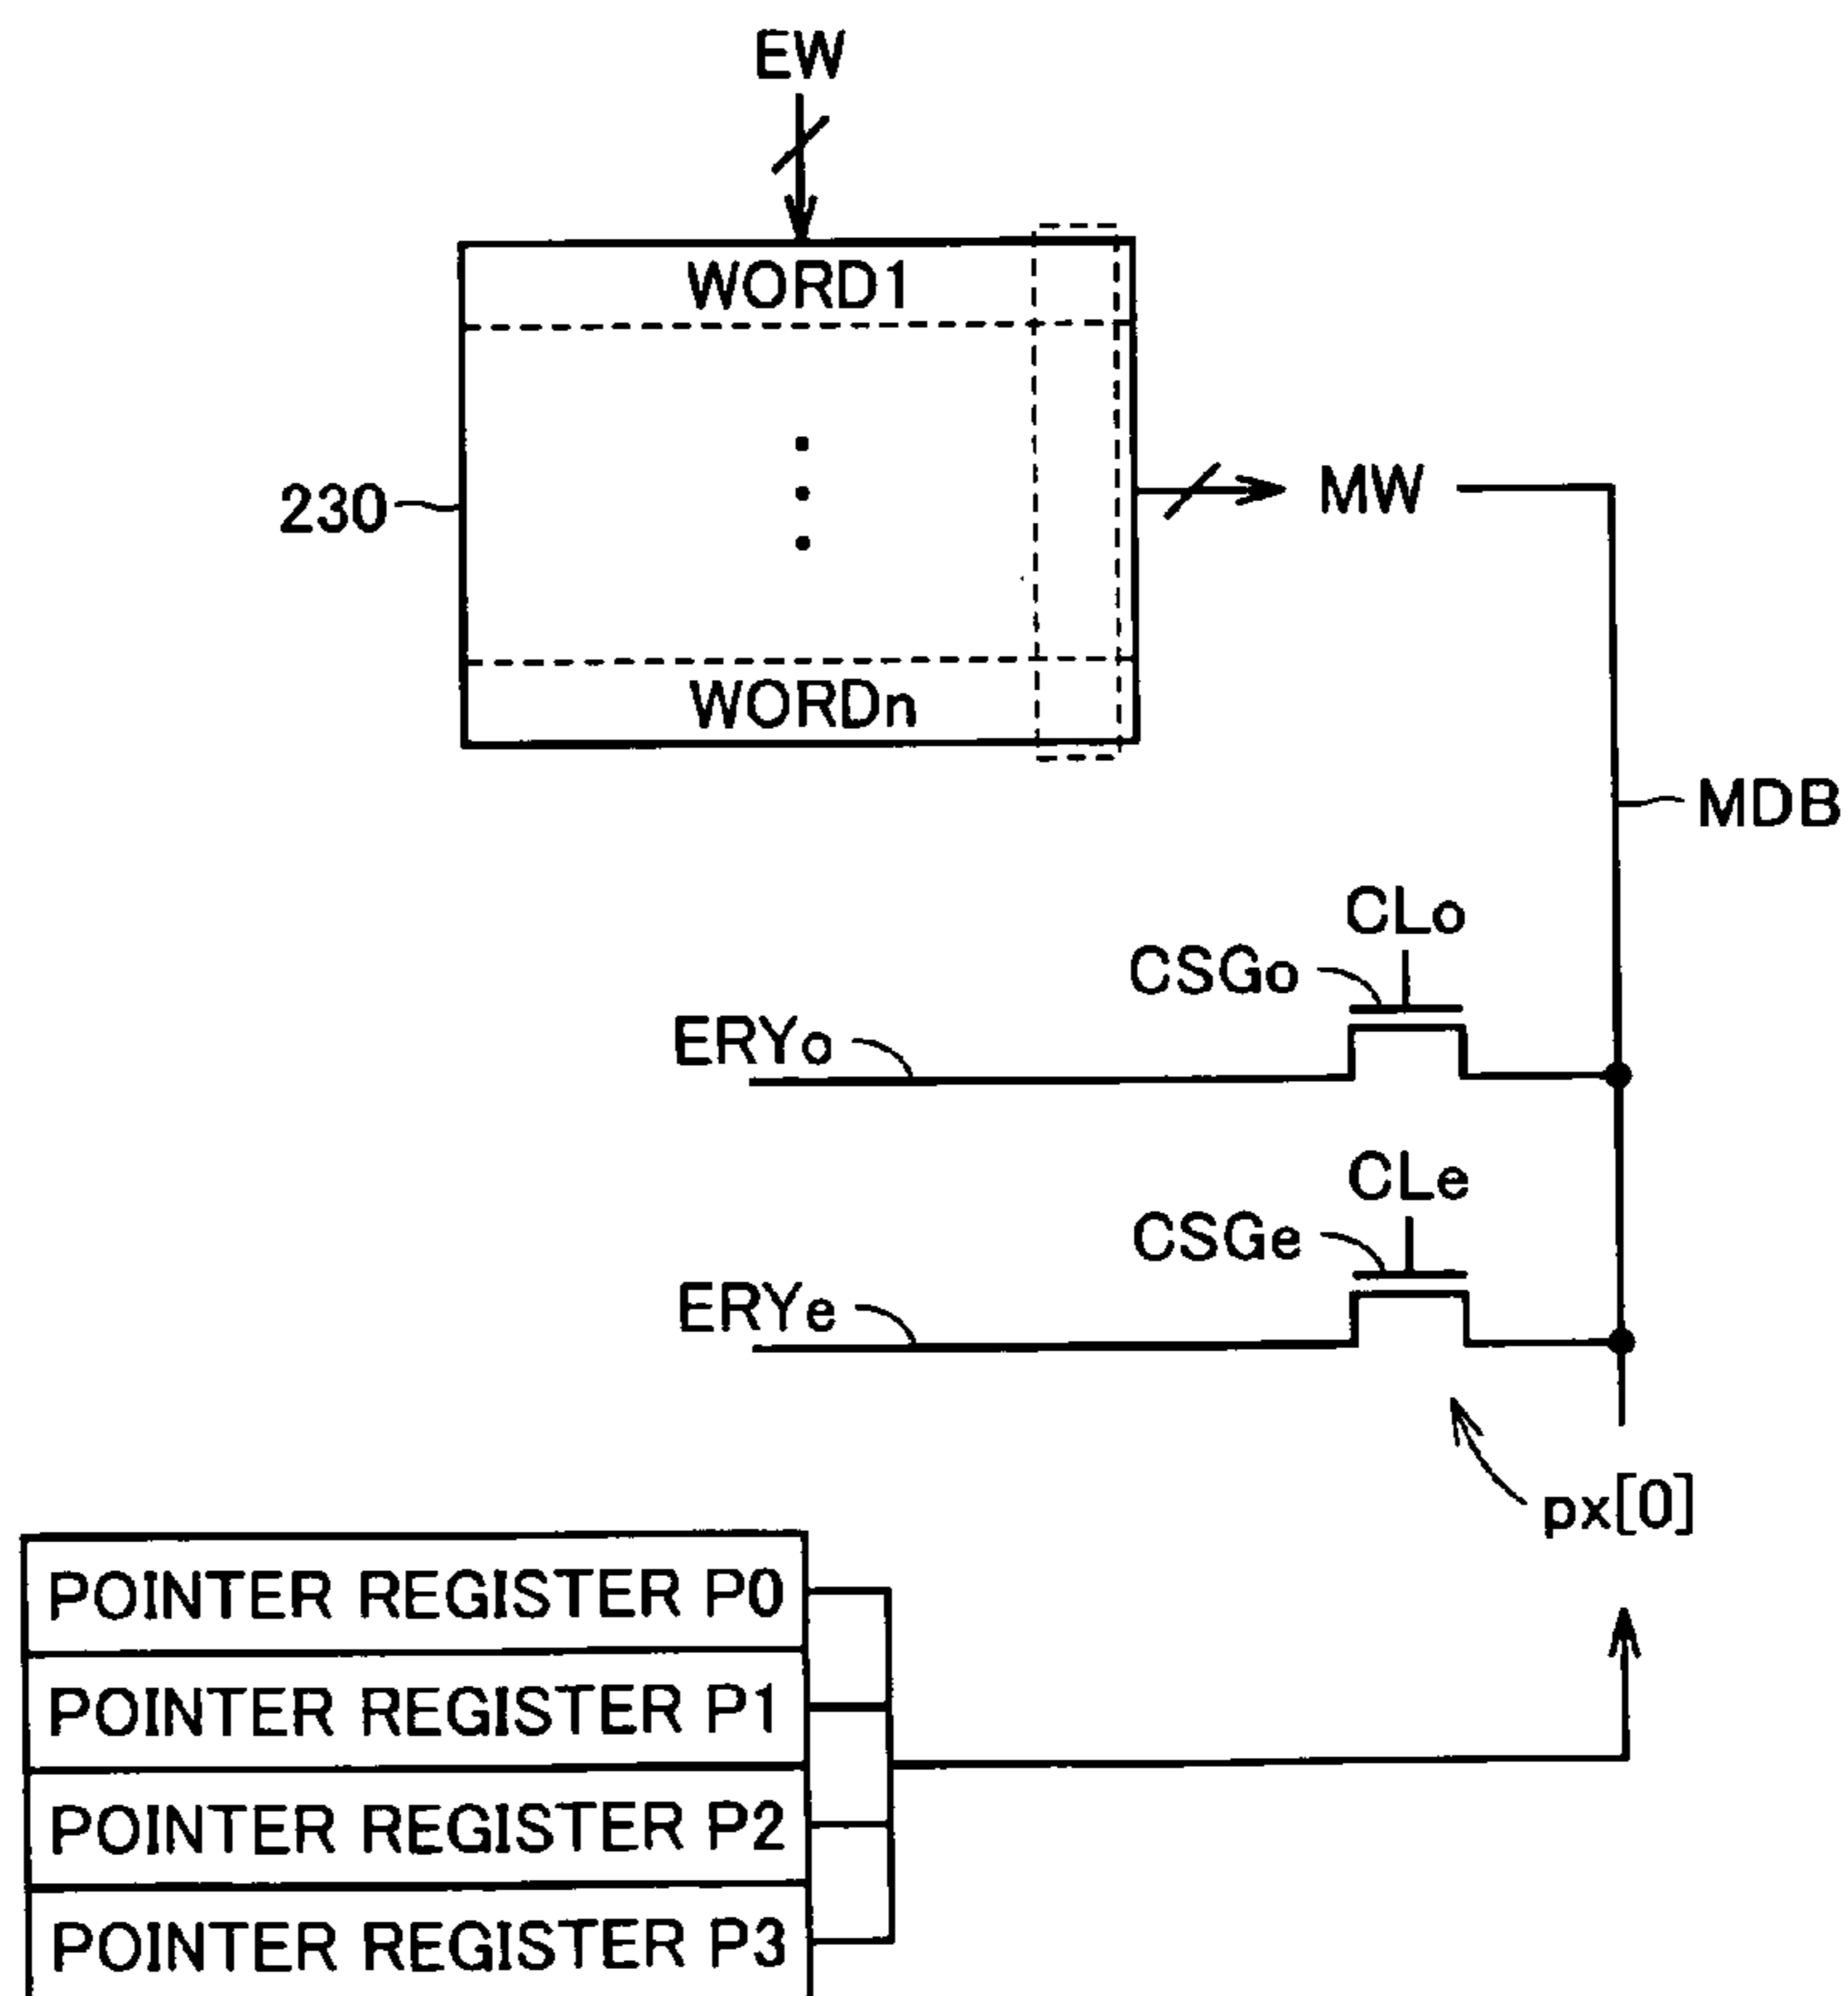 EW
WORD1
230
MW
WORDn
MDB
CLo
CSGo
ERYo
CLe
CSGe
ERYe
px[0]
POINTER REGISTER P0
POINTER REGISTER P1
POINTER REGISTER P2
POINTER REGISTER P3